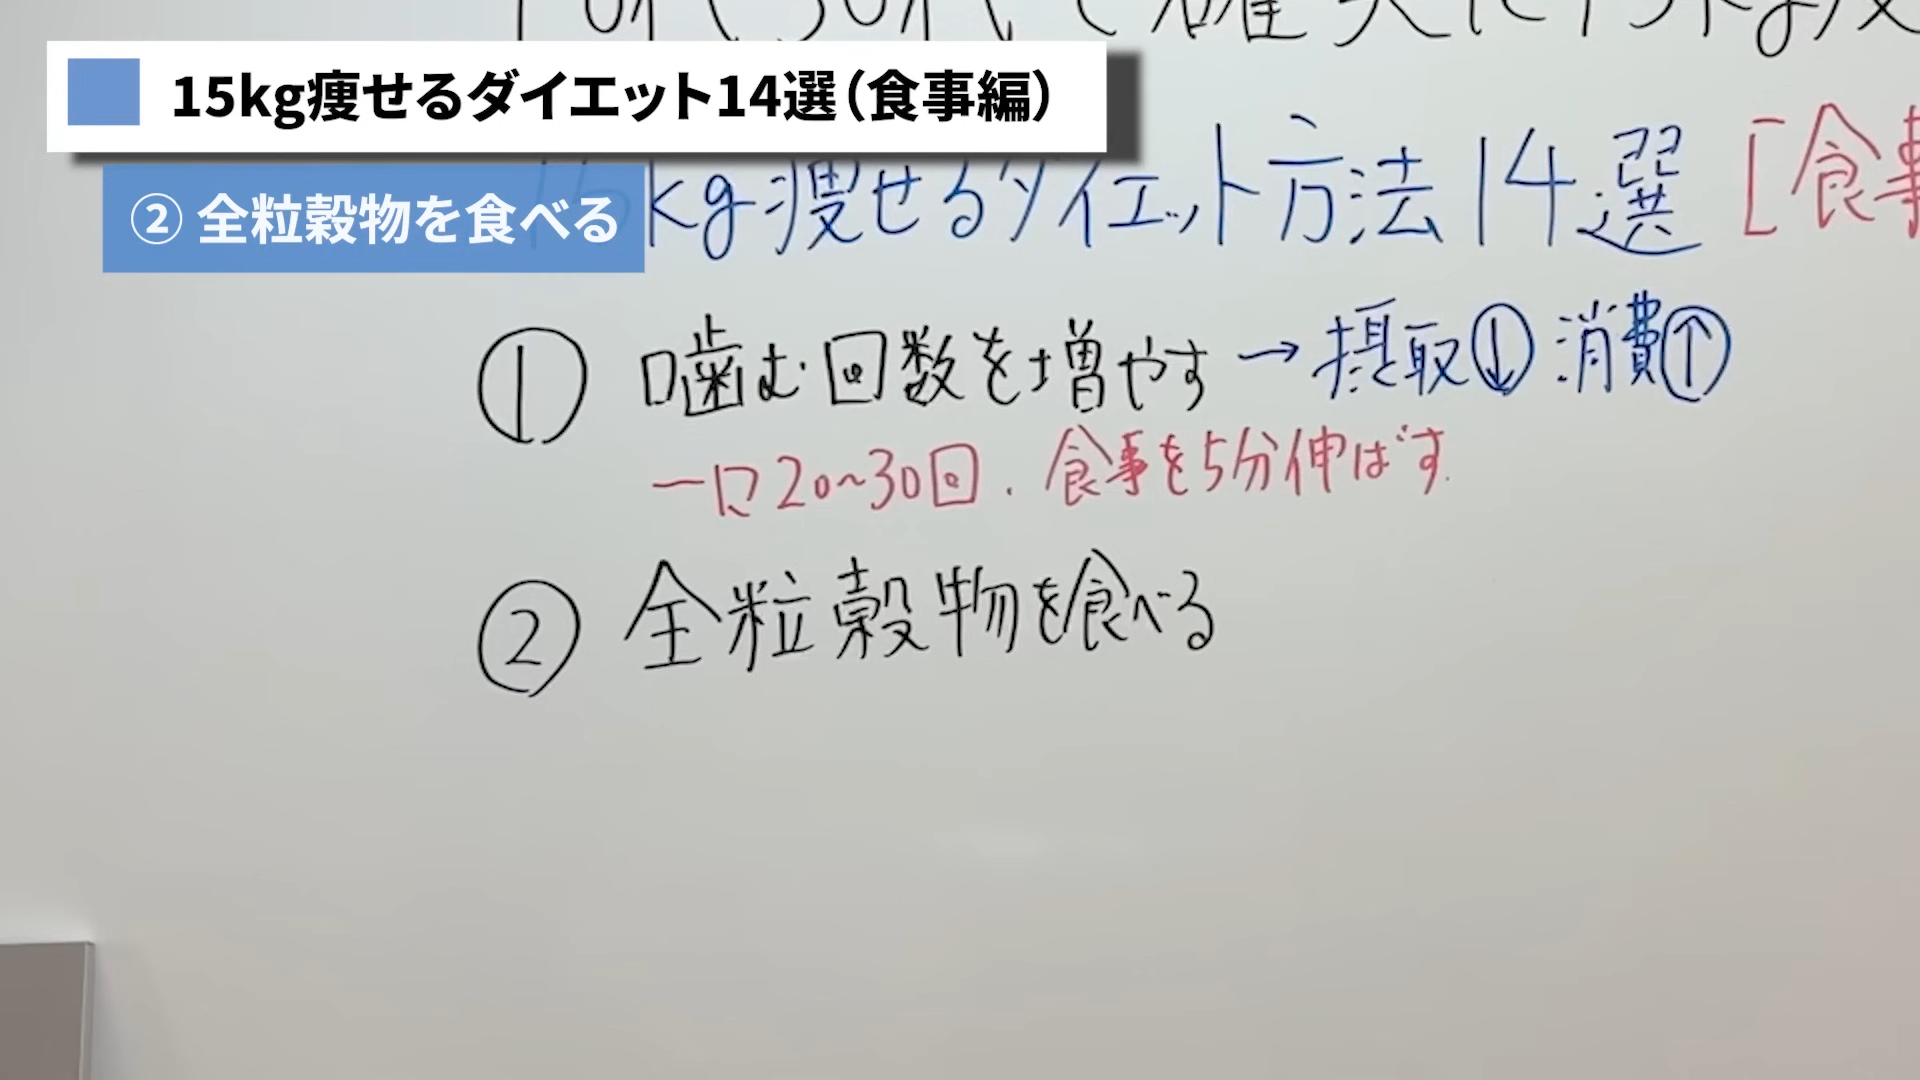 15kg痩せるダイエット14選（食事編）
② 全粒穀物を食べる
kg痩せるダイエット方法14選 [食事
① 噛む回数を増やす→摂取↓消費↑
一口20~30回. 食事を5分伸ばす.
② 全粒穀物を食べる